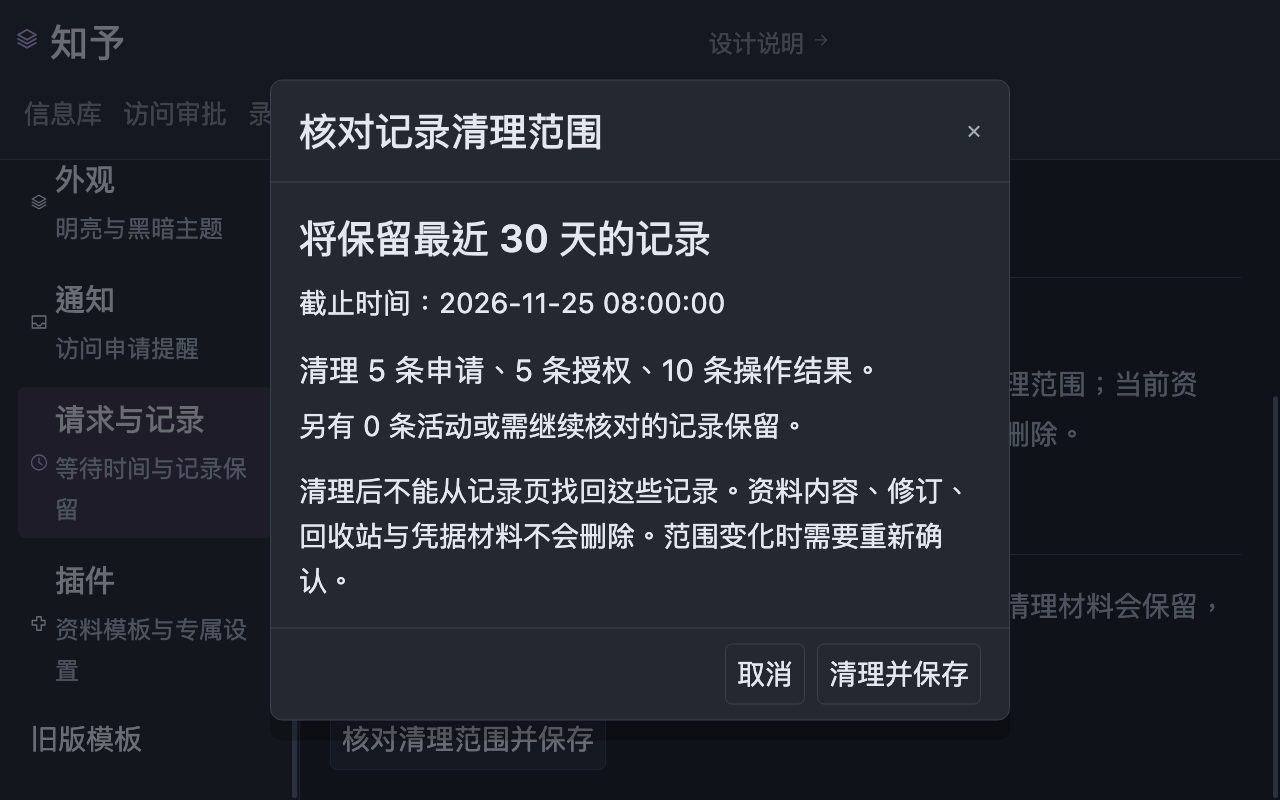 知予
设计说明 →
信息库 访问审批 录
外观
明亮与黑暗主题
通知
访问申请提醒
请求与记录
等待时间与记录保
留
插件
资料模板与专属设
置
旧版模板
核对记录清理范围
×
将保留最近 30 天的记录
截止时间：2026-11-25 08:00:00
清理 5 条申请、5 条授权、10 条操作结果。
另有 0 条活动或需继续核对的记录保留。
清理后不能从记录页找回这些记录。资料内容、修订、
回收站与凭据材料不会删除。范围变化时需要重新确
认。
取消 清理并保存
理范围；当前资
删除。
清理材料会保留，
核对清理范围并保存